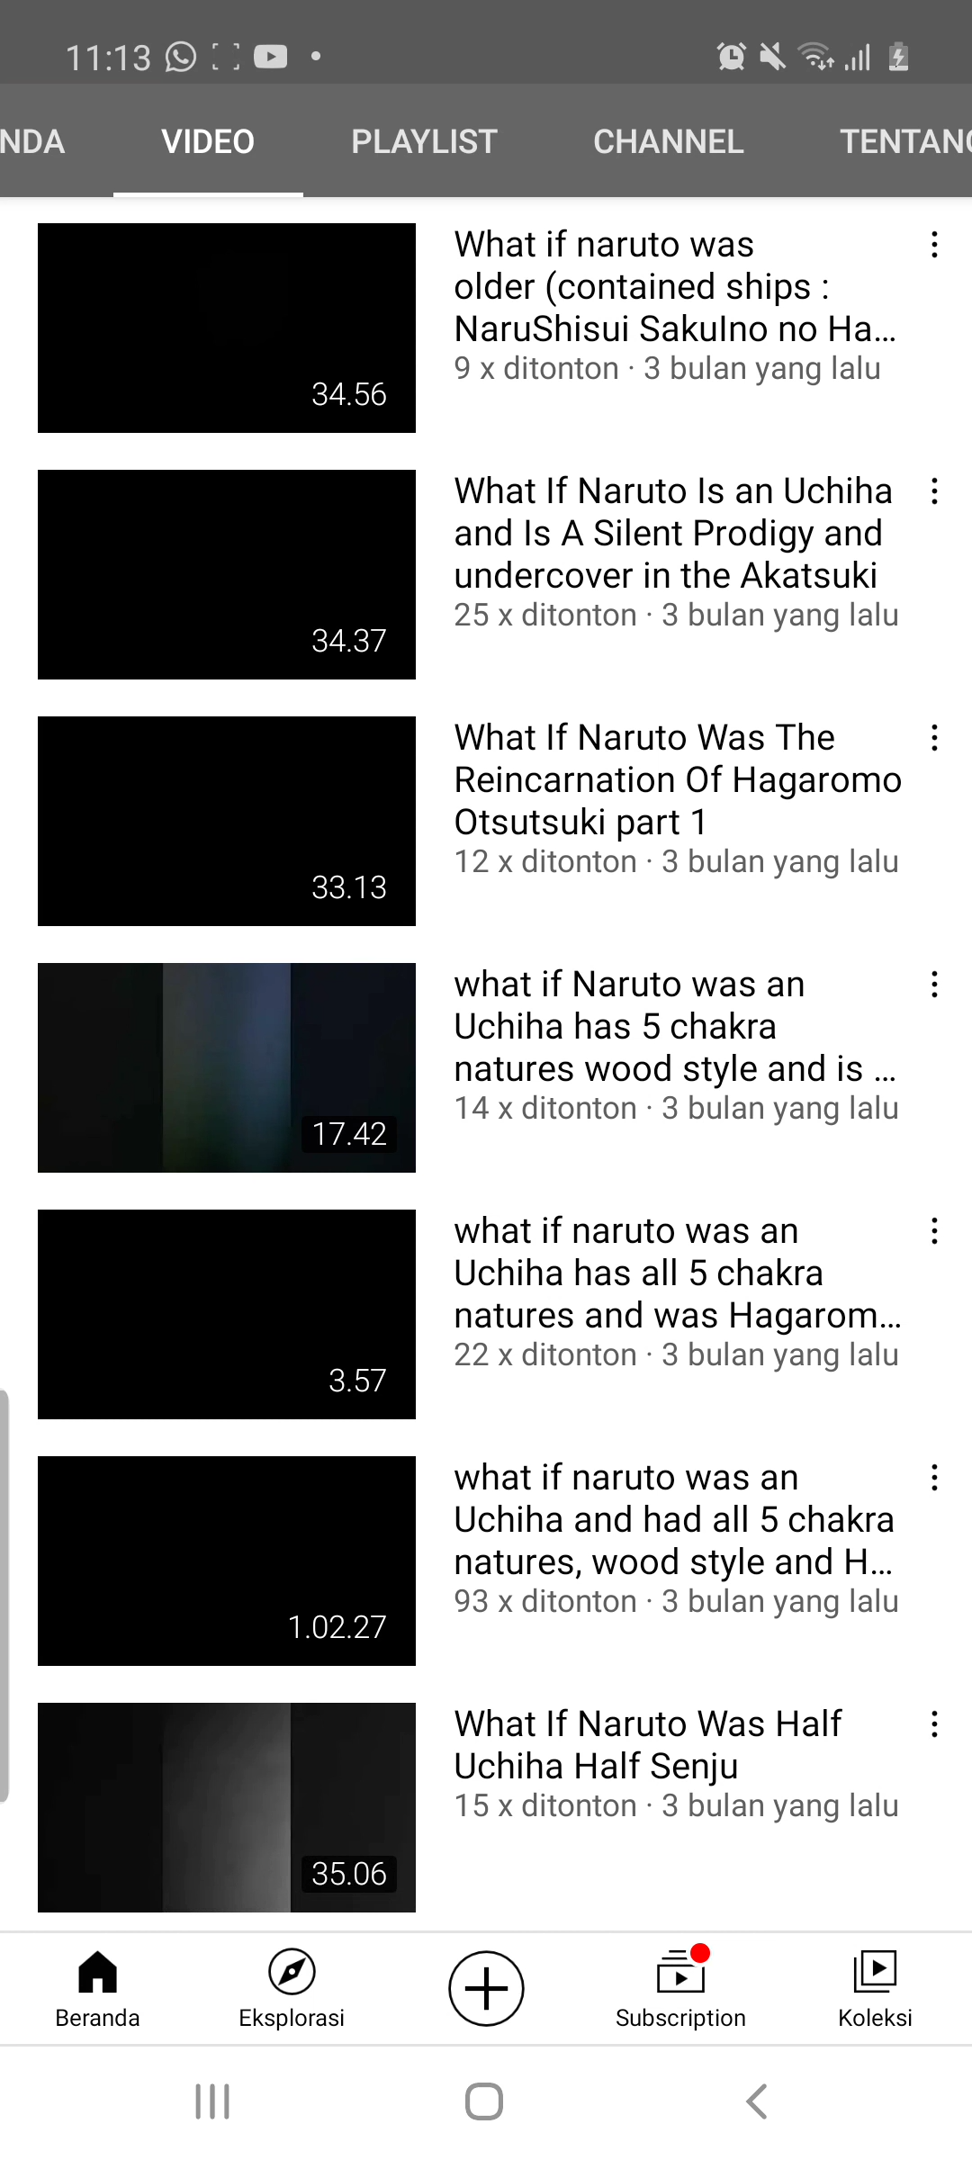 11:13
NDA VIDEO PLAYLIST CHANNEL TENTANG
What if naruto was
older (contained ships :
NaruShisui SakuIno no Ha...
9 x ditonton · 3 bulan yang lalu
34.56
What If Naruto Is an Uchiha
and Is A Silent Prodigy and
undercover in the Akatsuki
25 x ditonton · 3 bulan yang lalu
34.37
What If Naruto Was The
Reincarnation Of Hagaromo
Otsutsuki part 1
12 x ditonton · 3 bulan yang lalu
33.13
what if Naruto was an
Uchiha has 5 chakra
natures wood style and is ...
14 x ditonton · 3 bulan yang lalu
17.42
what if naruto was an
Uchiha has all 5 chakra
natures and was Hagarom...
22 x ditonton · 3 bulan yang lalu
3.57
what if naruto was an
Uchiha and had all 5 chakra
natures, wood style and H...
93 x ditonton · 3 bulan yang lalu
1.02.27
What If Naruto Was Half
Uchiha Half Senju
15 x ditonton · 3 bulan yang lalu
35.06
Beranda Eksplorasi Subscription Koleksi